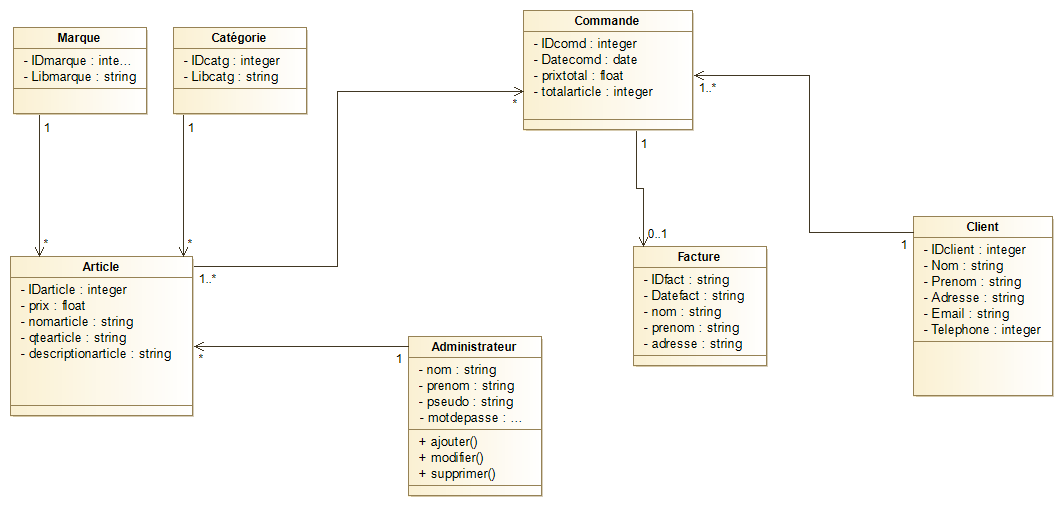 Marque
- IDmarque : inte...
- Libmarque : string
1
*
Catégorie
- IDcatg : integer
- Libcatg : string
1
*
Commande
- IDcomd : integer
- Datecomd : date
- prixtotal : float
- totalarticle : integer
*
1..*
1
0..1
Article
- IDarticle : integer
- prix : float
- nomarticle : string
- qtearticle : string
- descriptionarticle : string
1..*
*
1
Administrateur
- nom : string
- prenom : string
- pseudo : string
- motdepasse : ...
+ ajouter()
+ modifier()
+ supprimer()
Facture
- IDfact : string
- Datefact : string
- nom : string
- prenom : string
- adresse : string
1
Client
- IDclient : integer
- Nom : string
- Prenom : string
- Adresse : string
- Email : string
- Telephone : integer